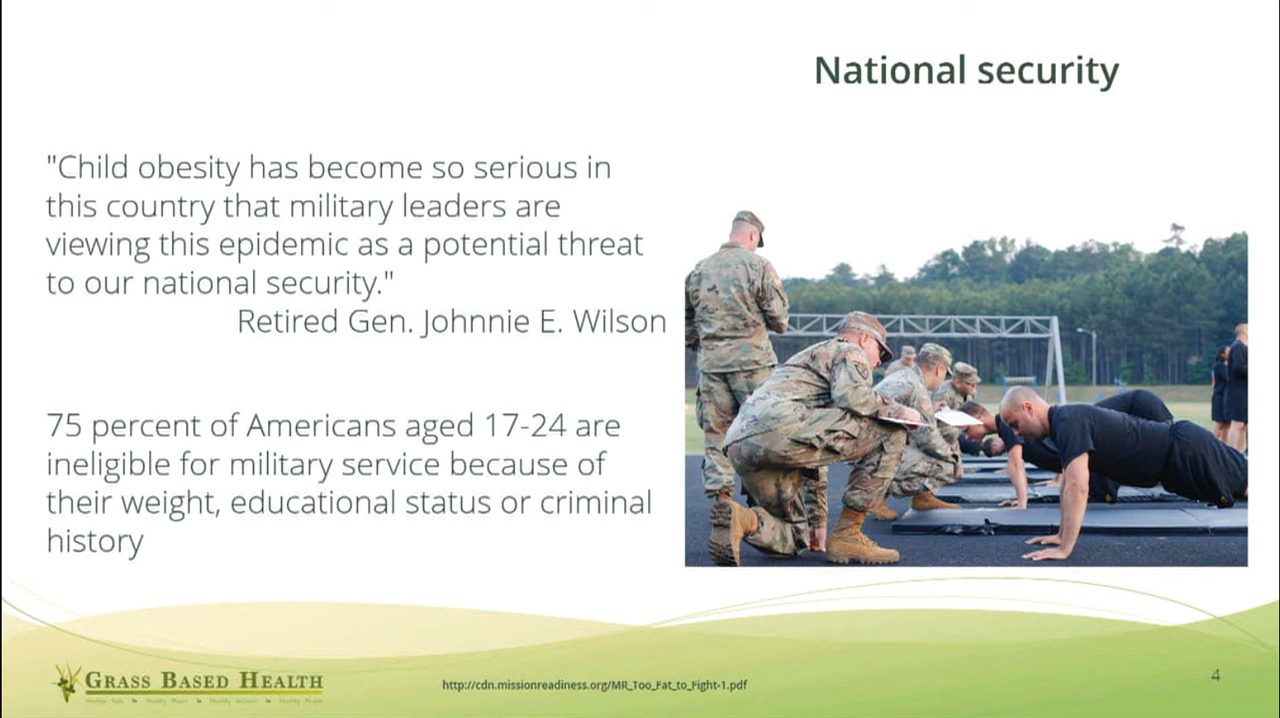 National security
"Child obesity has become so serious in
this country that military leaders are
viewing this epidemic as a potential threat
to our national security."
Retired Gen. Johnnie E. Wilson
75 percent of Americans aged 17-24 are
ineligible for military service because of
their weight, educational status or criminal
history
GRASS BASED HEALTH
http://cdn.missionreadiness.org/MR_Too_Fat_to_Fight-1.pdf
4